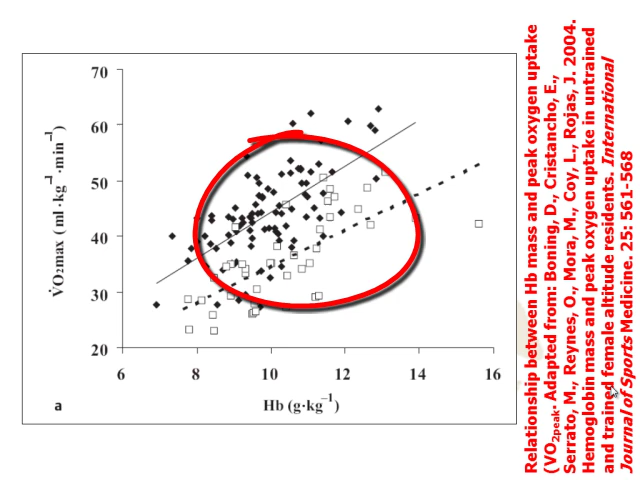 70
60
50
40
30
20
V̇O2max ( ml·kg⁻¹·min⁻¹)
6
8
10
12
14
16
Hb (g·kg⁻¹)
a
Relationship between Hb mass and peak oxygen uptake
(VO2peak. Adapted from: Boning, D., Cristancho, E.,
Serrato, M., Reynes, O., Mora, M., Coy, L., Rojas, J. 2004.
Hemoglobin mass and peak oxygen uptake in untrained
and trained female altitude residents. International
Journal of Sports Medicine. 25: 561-568